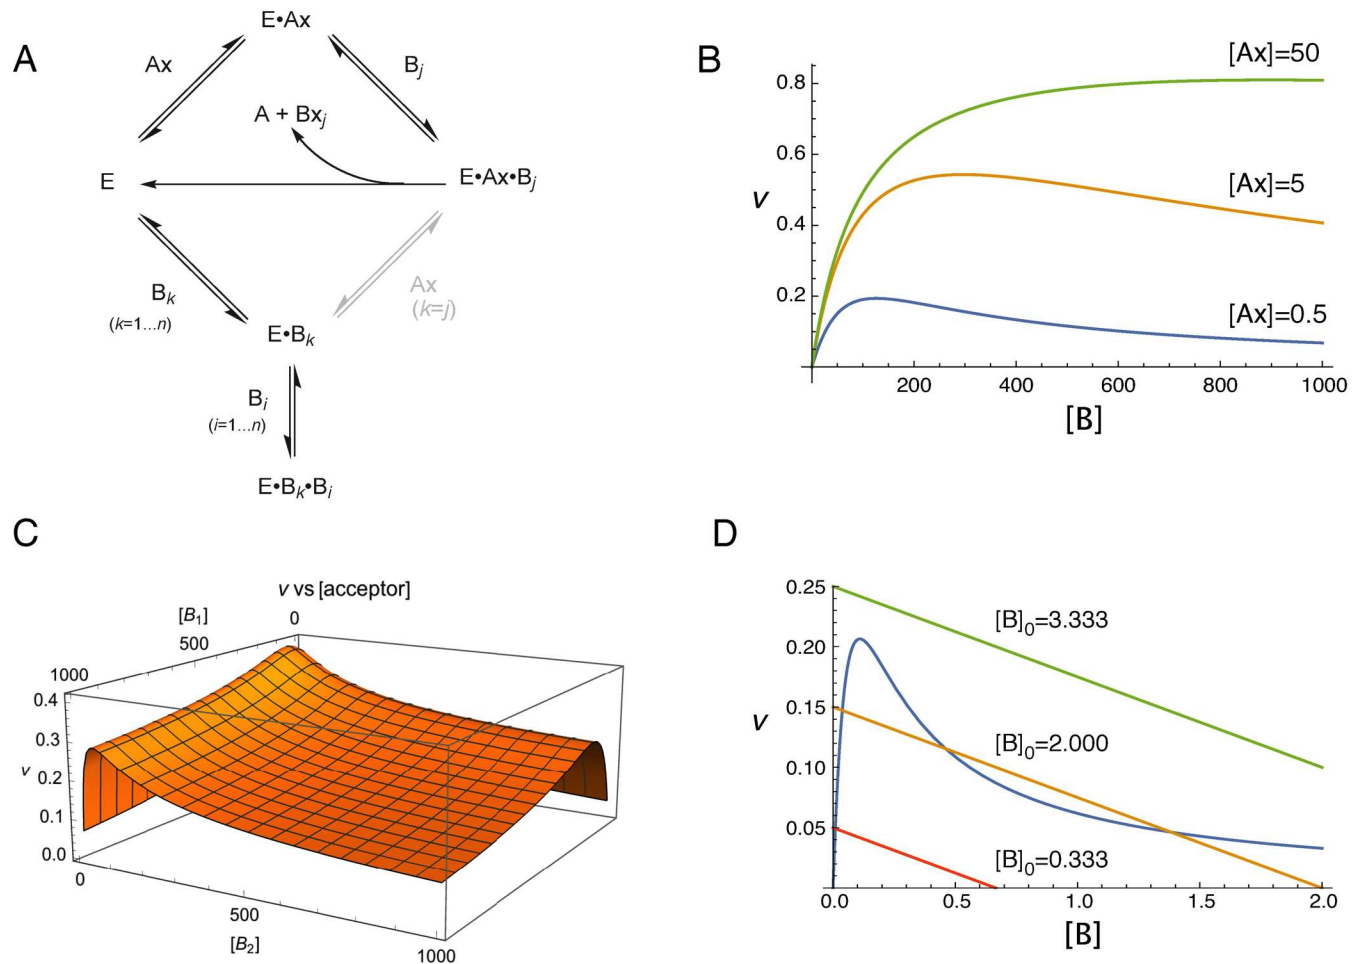 A
E•Ax
Ax
Bj
A + Bxj
E
E•Ax•Bj
Bk
(k=1...n)
Ax
(k=j)
E•Bk
Bi
(i=1...n)
E•Bk•Bi
B
[Ax]=50
0.8
[Ax]=5
v
0.4
[Ax]=0.5
0.2
200
400
600
800
1000
[B]
C
v vs [acceptor]
[B1]
0
500
1000
0.4
0.3
v
0.2
0.1
0.0
0
500
1000
[B2]
D
0.25
[B]0=3.333
0.20
v
0.15
[B]0=2.000
0.10
0.05
[B]0=0.333
0.0
0.5
1.0
1.5
2.0
[B]